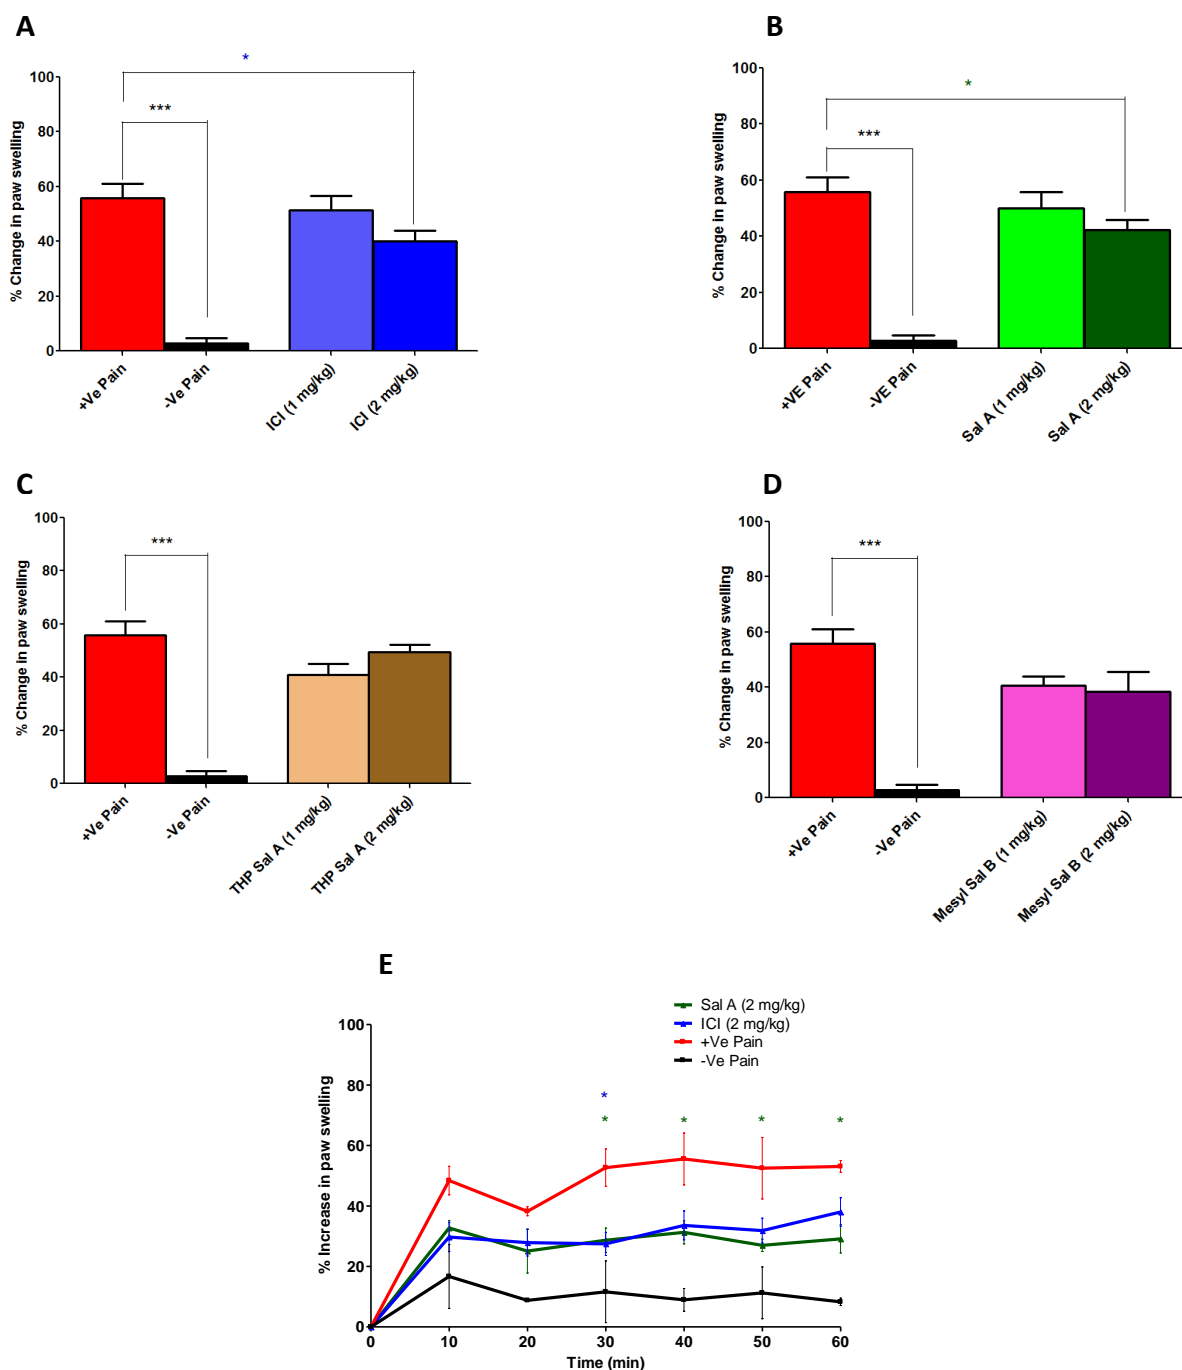 A
*
***
% Change in paw swelling
100
80
60
40
20
0
+Ve Pain
-Ve Pain
ICI (1 mg/kg)
ICI (2 mg/kg)
B
*
***
% Change in paw swelling
100
80
60
40
20
0
+VE Pain
-VE Pain
Sal A (1 mg/kg)
Sal A (2 mg/kg)
C
***
% Change in paw swelling
100
80
60
40
20
0
+Ve Pain
-Ve Pain
THP Sal A (1 mg/kg)
THP Sal A (2 mg/kg)
D
***
% Change in paw swelling
100
80
60
40
20
0
+Ve Pain
-Ve Pain
Mesyl Sal B (1 mg/kg)
Mesyl Sal B (2 mg/kg)
E
Sal A (2 mg/kg)
ICI (2 mg/kg)
+Ve Pain
-Ve Pain
*
* * * *
% Increase in paw swelling
100
80
60
40
20
0
0 10 20 30 40 50 60
Time (min)